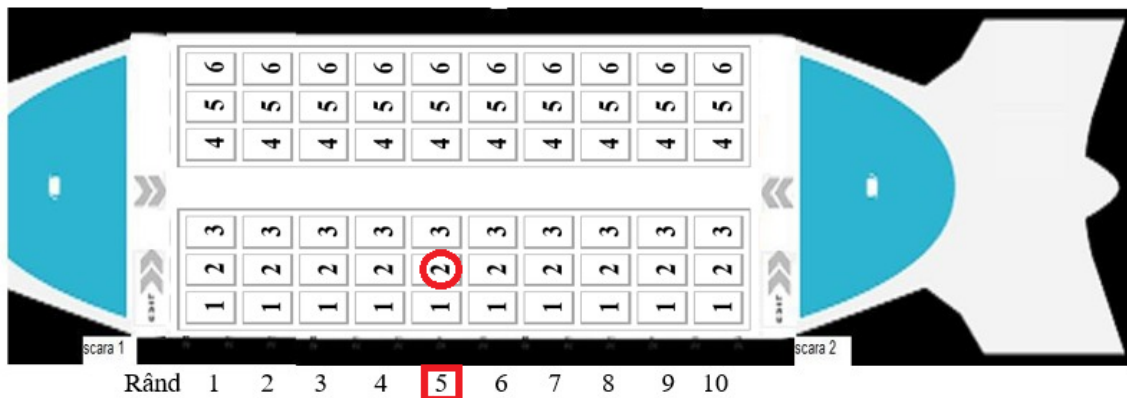 6 6 6 6 6 6 6 6 6 6
5 5 5 5 5 5 5 5 5 5
4 4 4 4 4 4 4 4 4 4
3 3 3 3 3 3 3 3 3 3
2 2 2 2 2 2 2 2 2 2
1 1 1 1 1 1 1 1 1 1
scara 1 scara 2
Rând 1 2 3 4 5 6 7 8 9 10